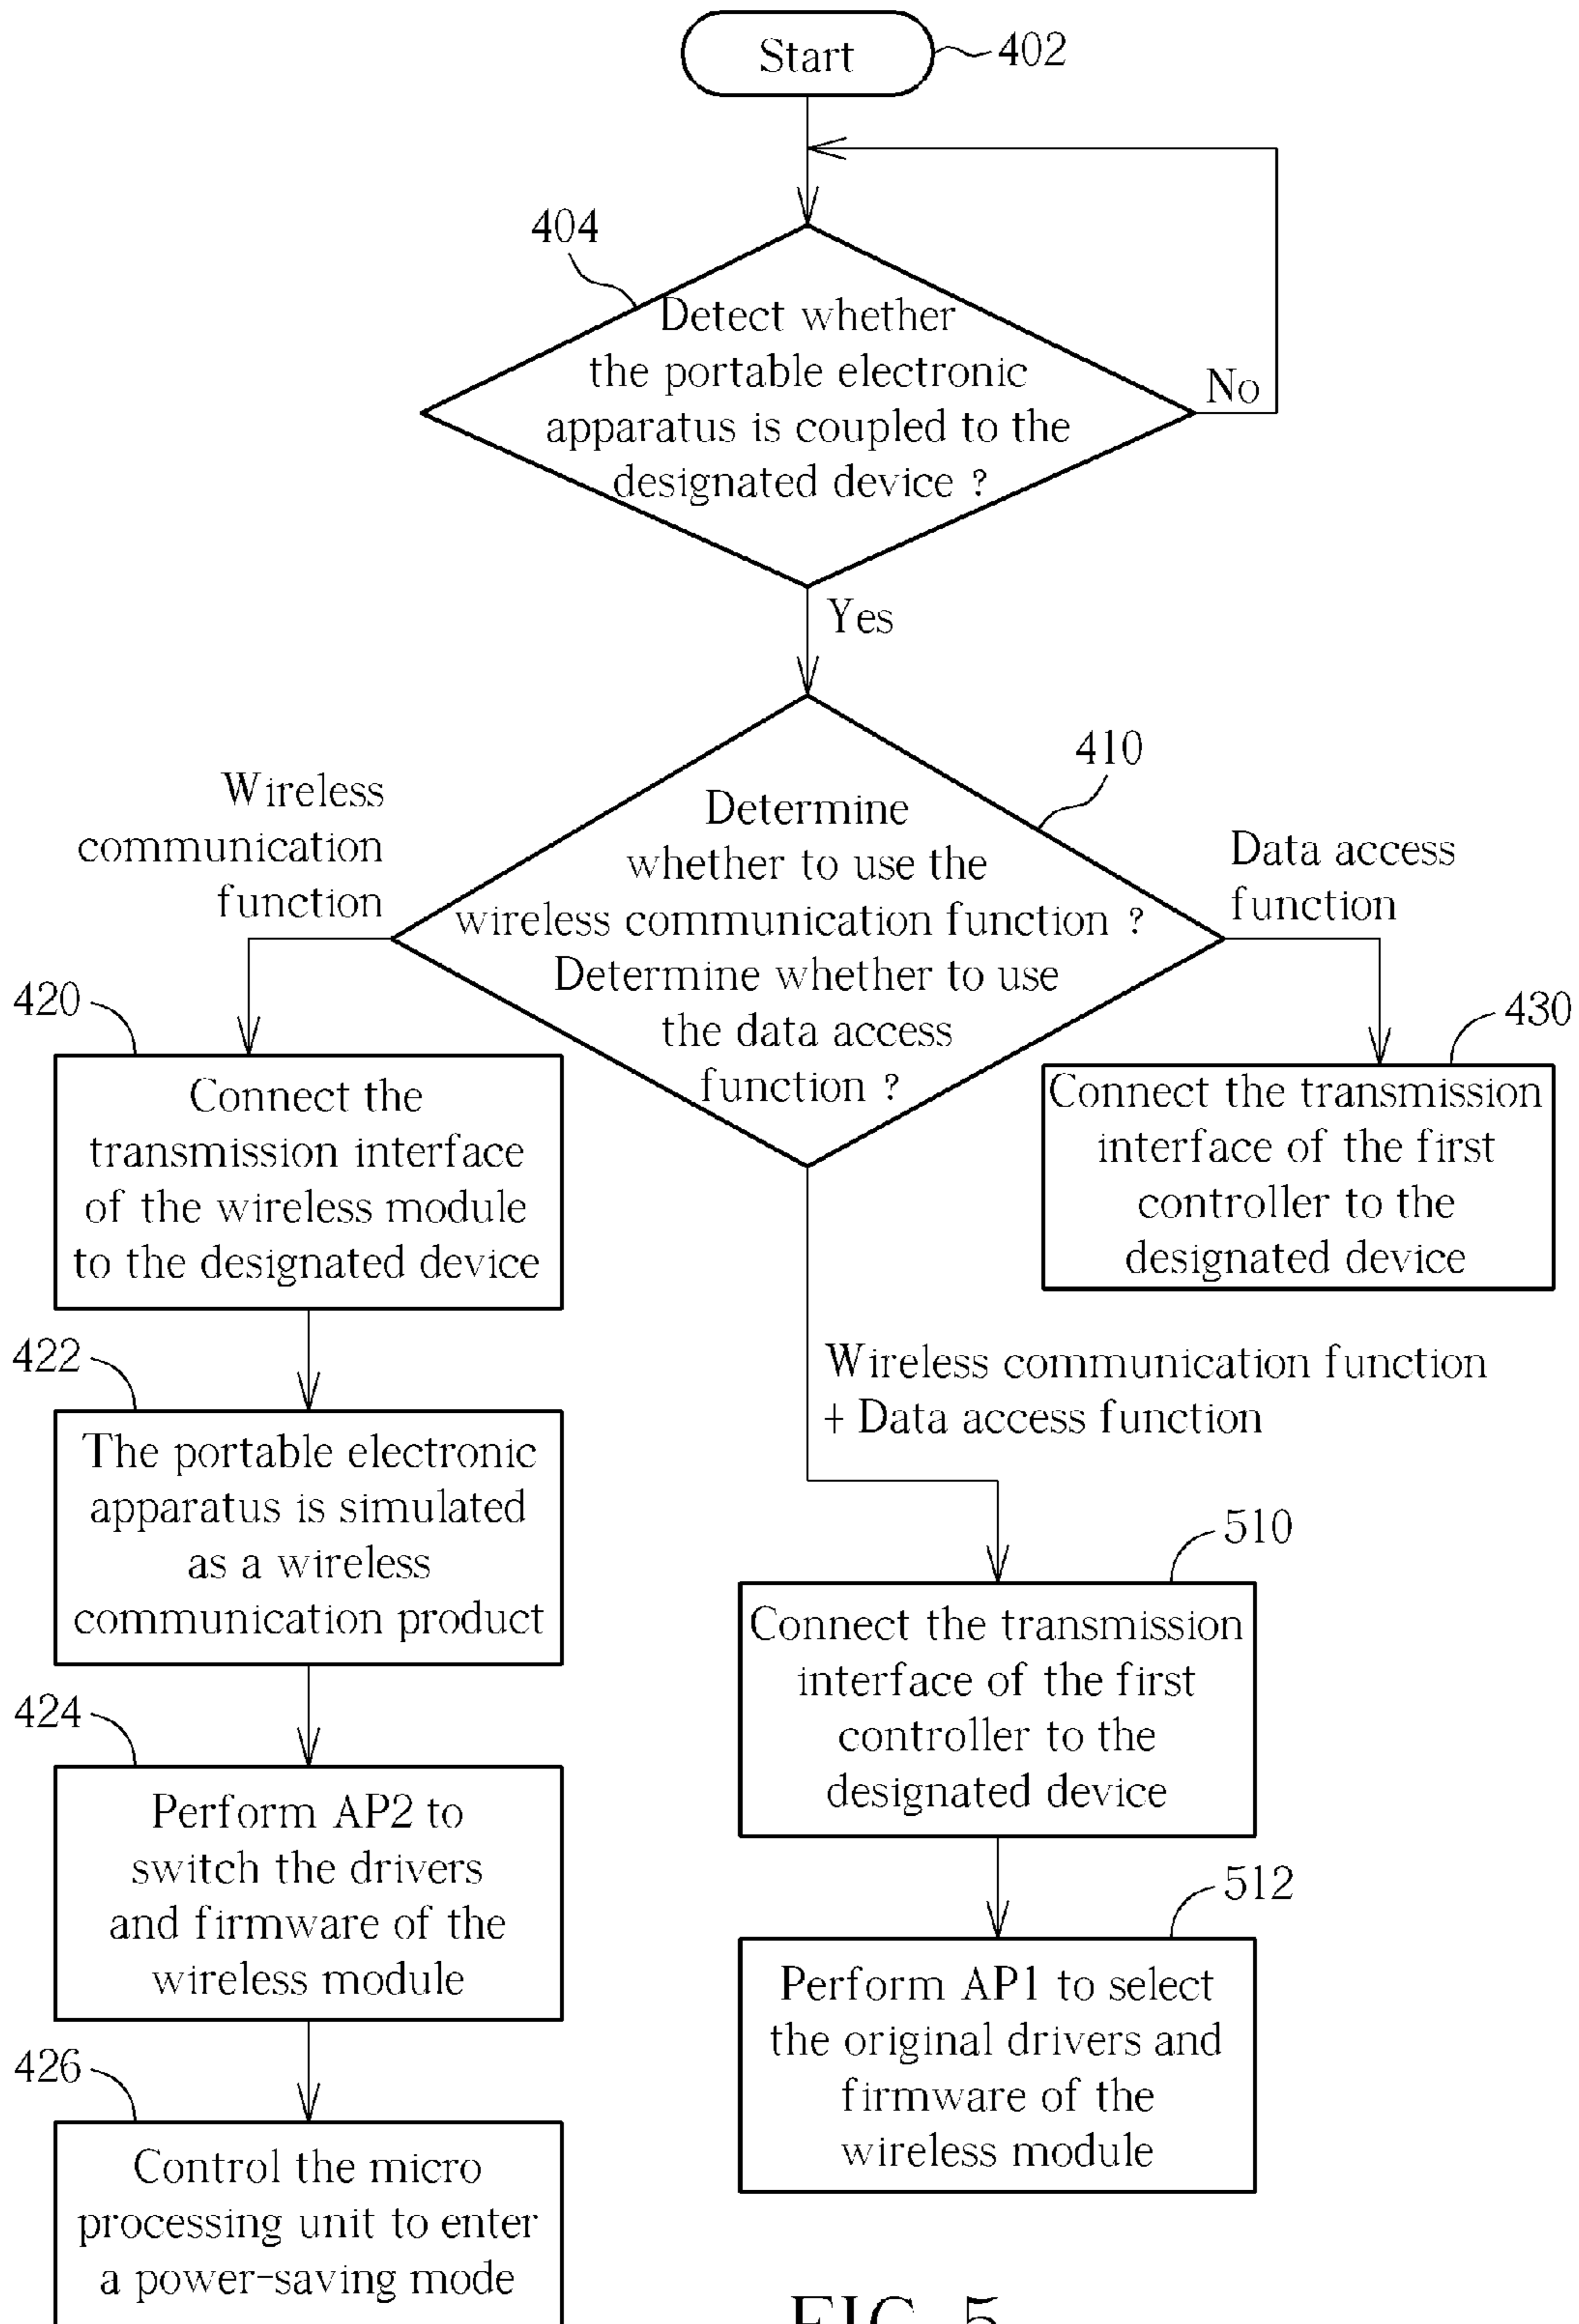 Start
402
404
Detect whether
the portable electronic
apparatus is coupled to the
designated device ?
No
Yes
410
Determine
whether to use the
wireless communication function ?
Determine whether to use
the data access
function ?
Wireless
communication
function
Data access
function
420
Connect the
transmission interface
of the wireless module
to the designated device
430
Connect the transmission
interface of the first
controller to the
designated device
422
The portable electronic
apparatus is simulated
as a wireless
communication product
Wireless communication function
+ Data access function
424
Perform AP2 to
switch the drivers
and firmware of the
wireless module
510
Connect the transmission
interface of the first
controller to the
designated device
426
Control the micro
processing unit to enter
a power-saving mode
512
Perform AP1 to select
the original drivers and
firmware of the
wireless module
FIG. 5